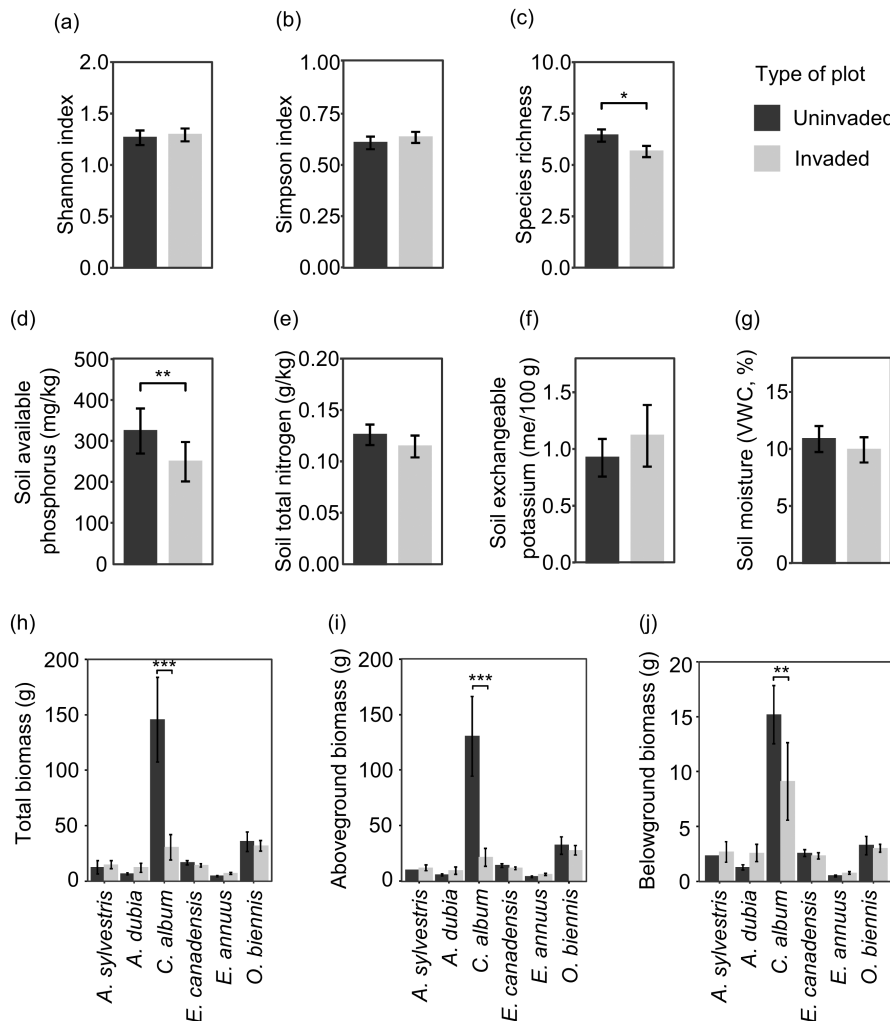 (a)
(b)
(c)
Shannon index
2.0
1.5
1.0
0.5
0.0
Simpson index
1.00
0.75
0.50
0.25
0.00
Species richness
10.0
7.5
5.0
2.5
0.0
*
Type of plot
Uninvaded
Invaded
(d)
(e)
(f)
(g)
Soil available
phosphorus (mg/kg)
500
400
300
200
100
0
**
Soil total nitrogen (g/kg)
0.20
0.15
0.10
0.05
0.00
Soil exchangeable
potassium (me/100 g)
1.5
1.0
0.5
0.0
Soil moisture (VWC, %)
15
10
5
0
(h)
(i)
(j)
Total biomass (g)
200
150
100
50
0
***
A. sylvestris
A. dubia
C. album
E. canadensis
E. annuus
O. biennis
Aboveground biomass (g)
200
150
100
50
0
***
A. sylvestris
A. dubia
C. album
E. canadensis
E. annuus
O. biennis
Belowground biomass (g)
20
15
10
5
0
**
A. sylvestris
A. dubia
C. album
E. canadensis
E. annuus
O. biennis